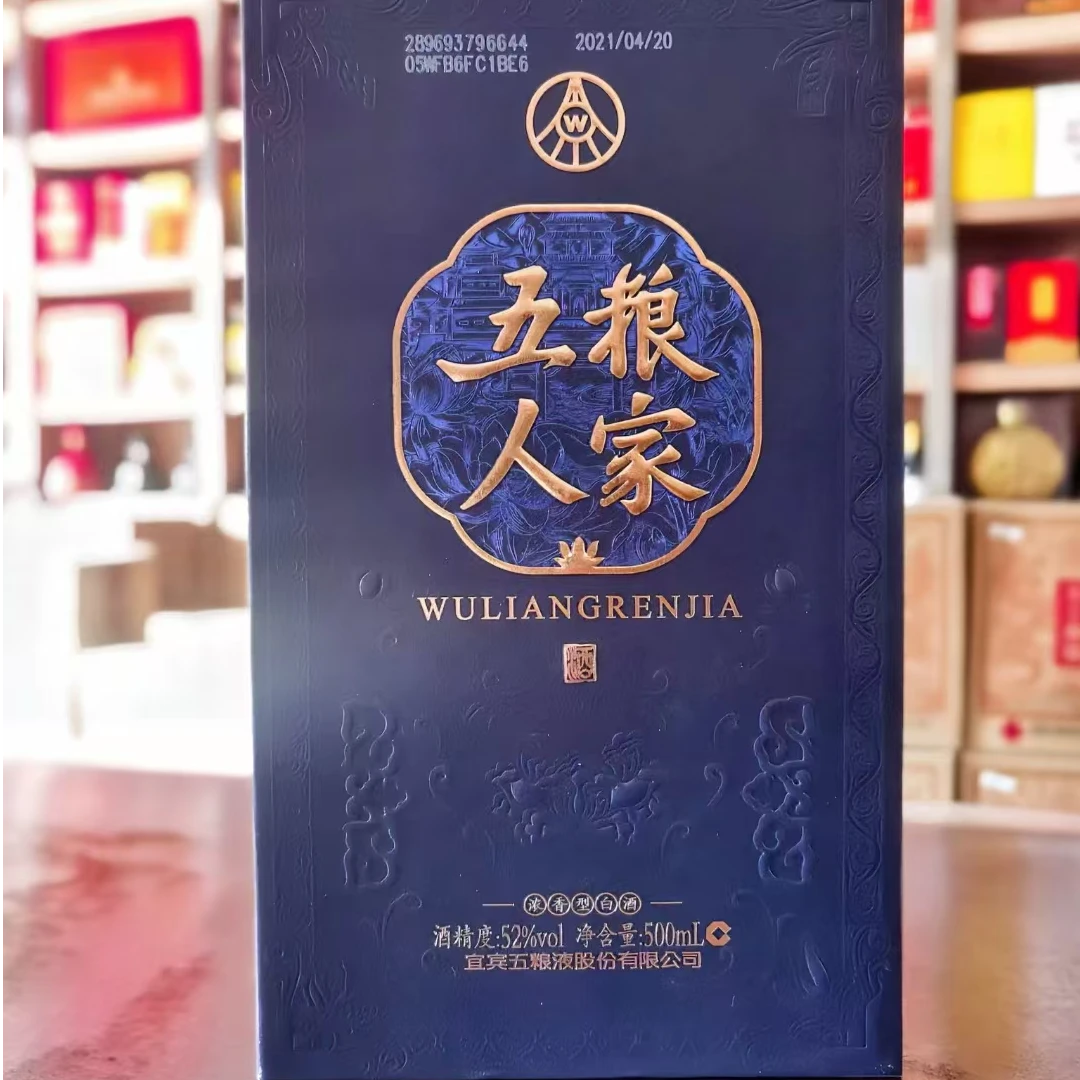 289693796644 2021/04/20
05WFB6FC1BE6
W
五粮
人家
WULIANGRENJIA
酒
浓香型白酒
酒精度:52%vol 净含量:500mL
宜宾五粮液股份有限公司